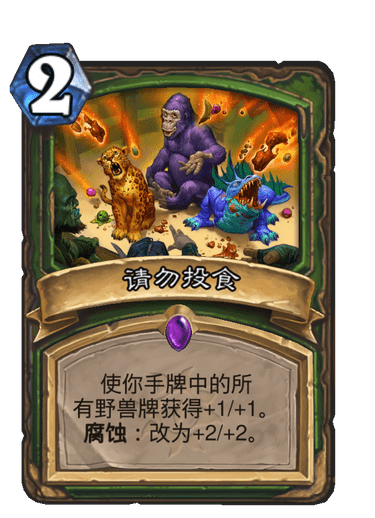 2
请勿投食
使你手牌中的所
有野兽牌获得+1/+1。
腐蚀：改为+2/+2。